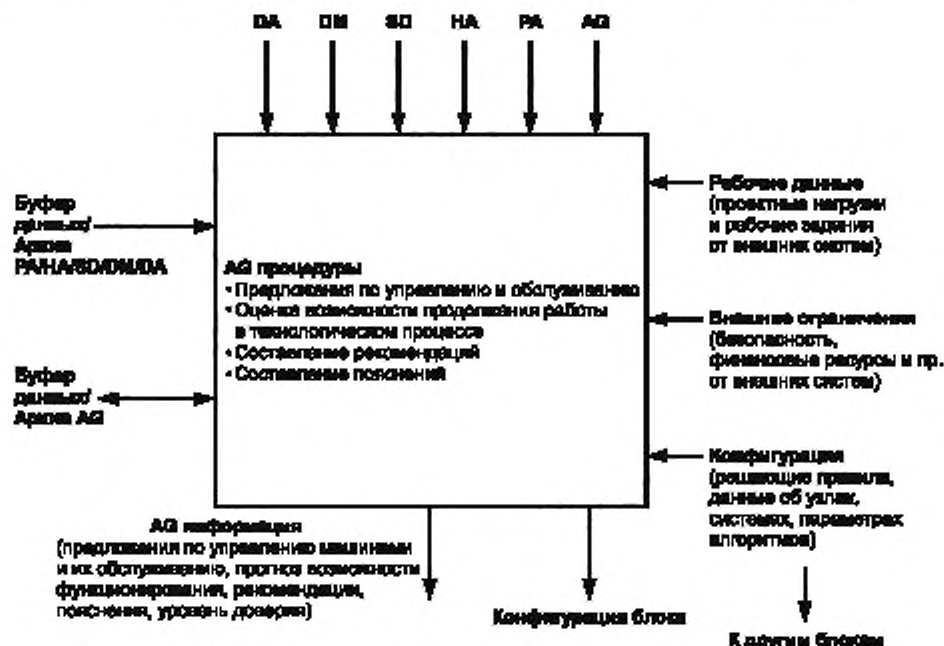 DA DM SD HA PA AG
Буфер
данных/
Архив
PA/HA/SD/DM/DA
Рабочие данные
(проектные нагрузки
и рабочие задания
от внешних систем)
AG процедуры
• Предложения по управлению и обслуживанию
• Оценка возможности продолжения работы
в технологическом процессе
• Составление рекомендаций
• Составление пояснений
Внешние ограничения
(безопасность,
финансовые ресурсы и пр.
от внешних систем)
Буфер
данных/
Архив AG
Конфигурация
(решающие правила,
данные об узлах,
системах, параметрах
алгоритмов)
AG информация
(предложения по управлению машинами
и их обслуживанию, прогноз возможности
функционирования, рекомендации,
пояснения, уровень доверия)
Конфигурация блока
К другим блокам